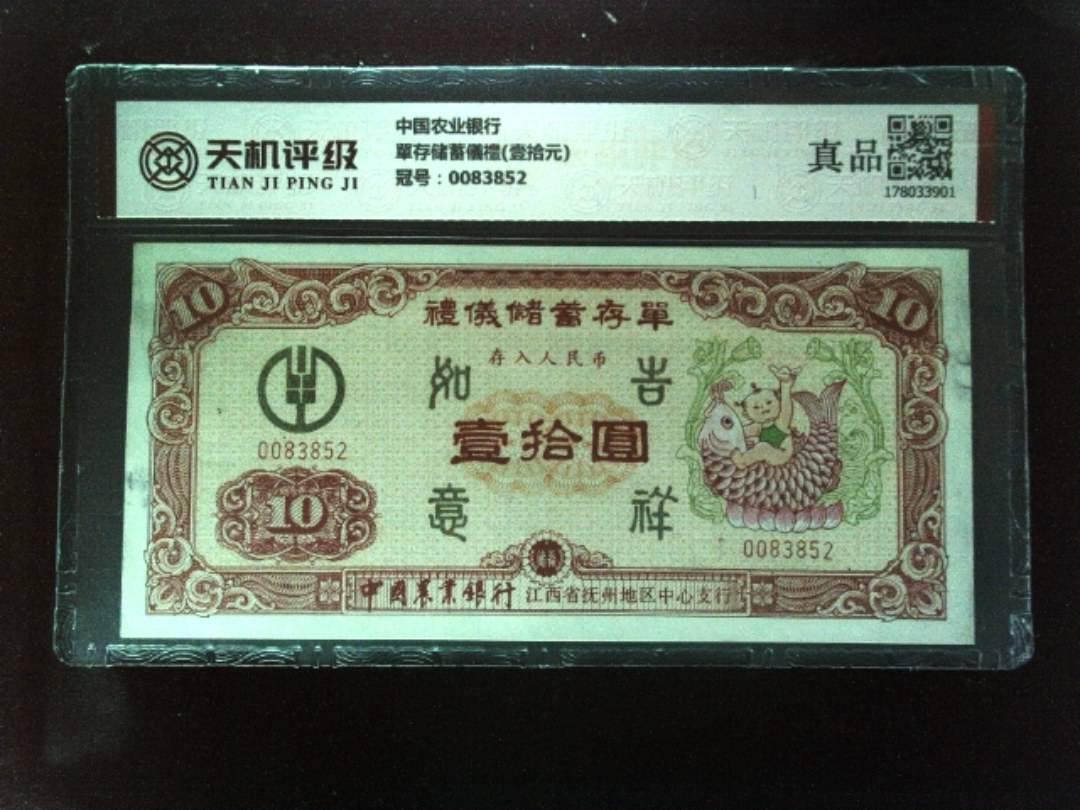 天机评级
TIAN JI PING JI
中国农业银行
單存储蓄儀禮(壹拾元)
冠号：0083852
真品
178033901
10
10
禮儀儲蓄存單
存入人民币
如 吉
壹拾圓
意 祥
0083852
10
0083852
中國農業銀行 江西省抚州地区中心支行